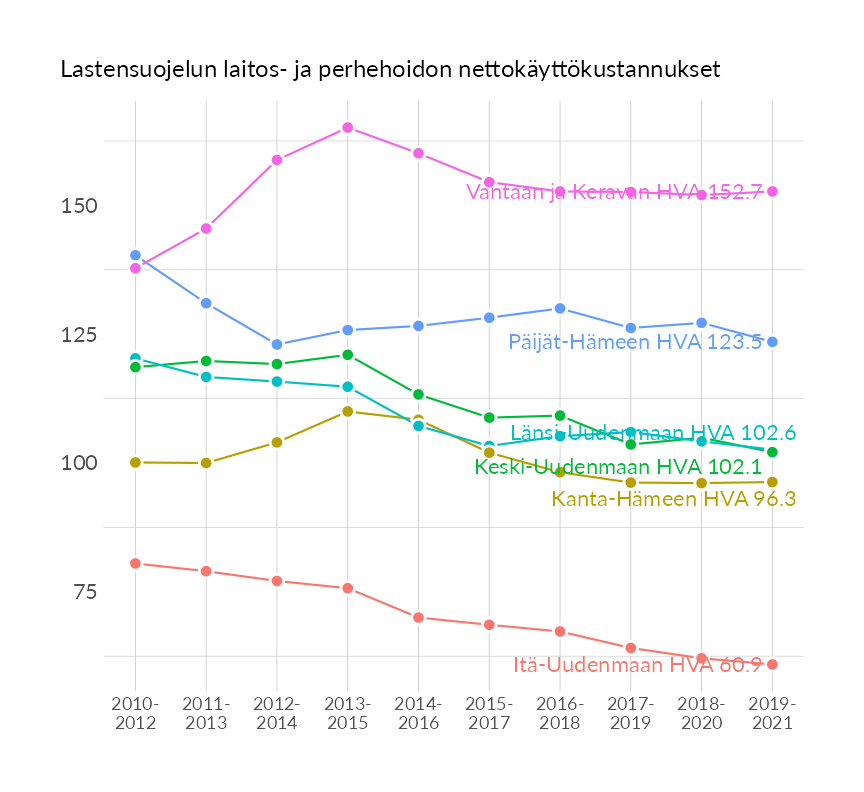 Lastensuojelun laitos- ja perhehoidon nettokäyttökustannukset
150
125
100
75
Vantaan ja Keravan HVA 152.7
Päijät-Hämeen HVA 123.5
Länsi-Uudenmaan HVA 102.6
Keski-Uudenmaan HVA 102.1
Kanta-Hämeen HVA 96.3
Itä-Uudenmaan HVA 60.9
2010- 2011- 2012- 2013- 2014- 2015- 2016- 2017- 2018- 2019-
2012 2013 2014 2015 2016 2017 2018 2019 2020 2021